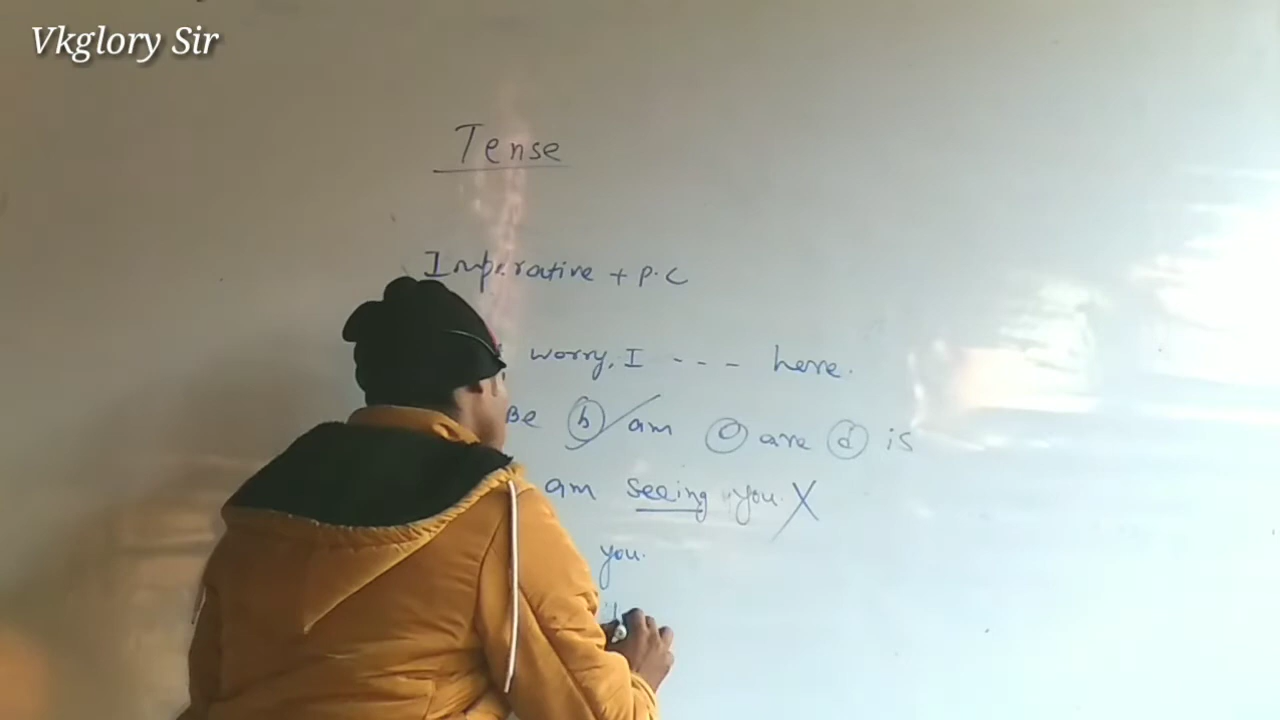 Vkglory Sir
Tense
Imperative + P.C
worry, I - - - here.
Be (b) am (c) are (d) is
am seeing you. X
you.